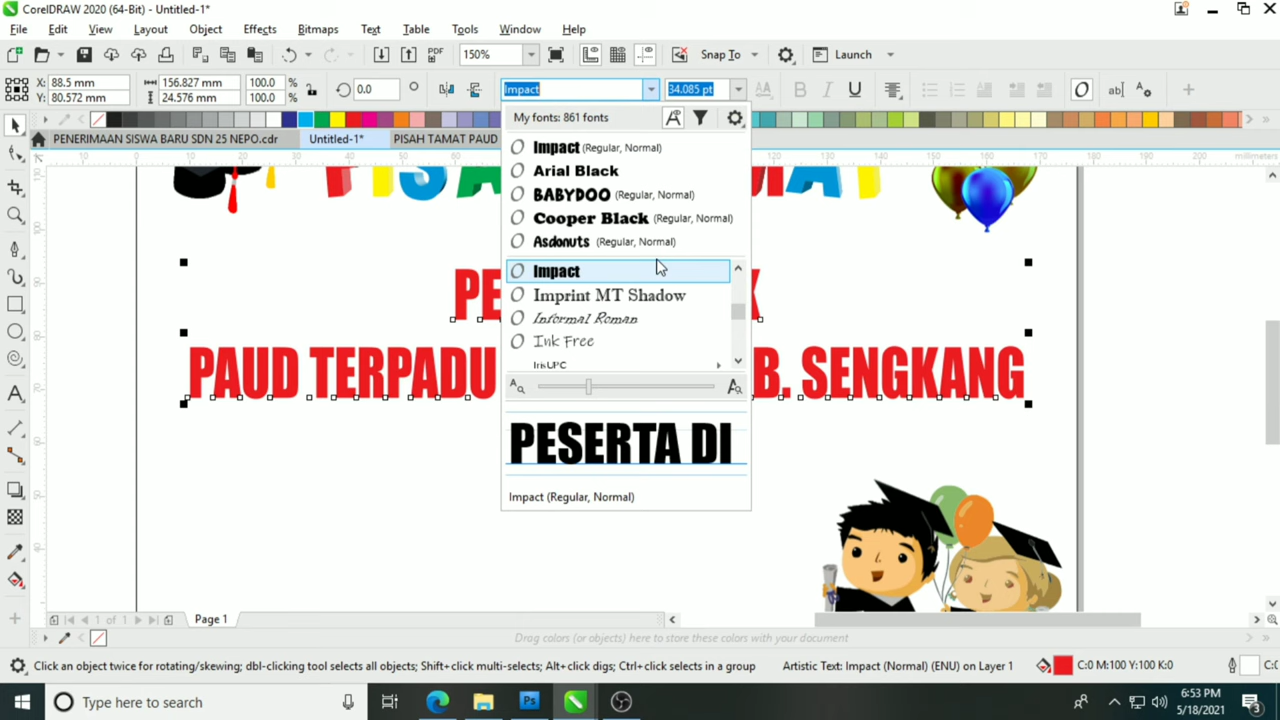 CorelDRAW 2020 (64-Bit) - Untitled-1*
File Edit View Layout Object Effects Bitmaps Text Table Tools Window Help
PDF 150% Snap To Launch
X: 88.5 mm 156.827 mm 100.0 % 0.0 Impact 34.085 pt
Y: 80.572 mm 24.576 mm 100.0 %
My fonts: 861 fonts
PENERIMAAN SISWA BARU SDN 25 NEPO.cdr Untitled-1* PISAH TAMAT PAUD
Impact (Regular, Normal)
Arial Black
BABYDOO (Regular, Normal)
Cooper Black (Regular, Normal)
Asdonuts (Regular, Normal)
Impact
Imprint MT Shadow
Informal Roman
Ink Free
IrisUPC
PAUD TERPADU B. SENGKANG
PESERTA DI
Impact (Regular, Normal)
1 of 1 Page 1
Drag colors (or objects) here to store these colors with your document
Click an object twice for rotating/skewing; dbl-clicking tool selects all objects; Shift+click multi-selects; Alt+click digs; Ctrl+click selects in a group Artistic Text: Impact (Normal) (ENU) on Layer 1 C:0 M:100 Y:100 K:0
Type here to search
6:53 PM
5/18/2021